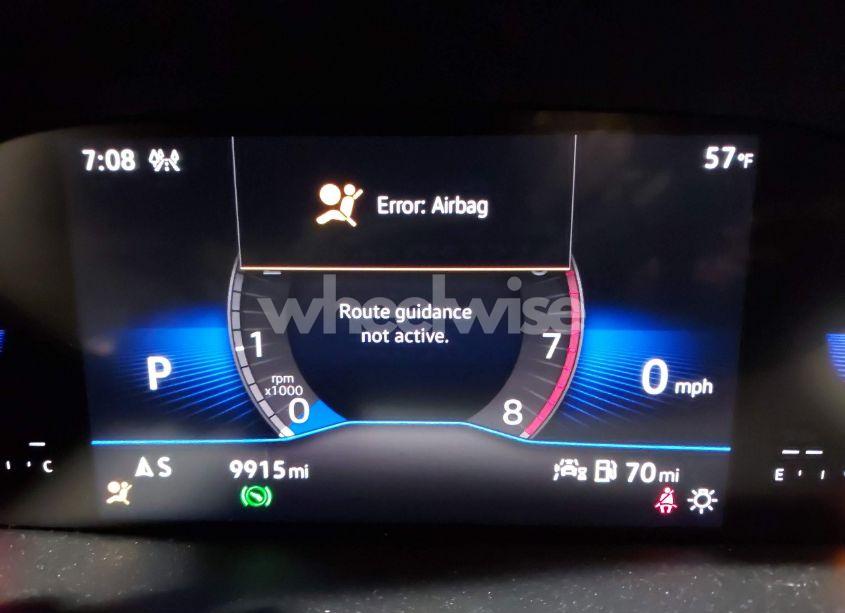 7:08
57°F
Error: Airbag
wheelwise
Route guidance
not active.
1
7
rpm
x1000
0
8
P
0 mph
C
S
9915 mi
70 mi
E